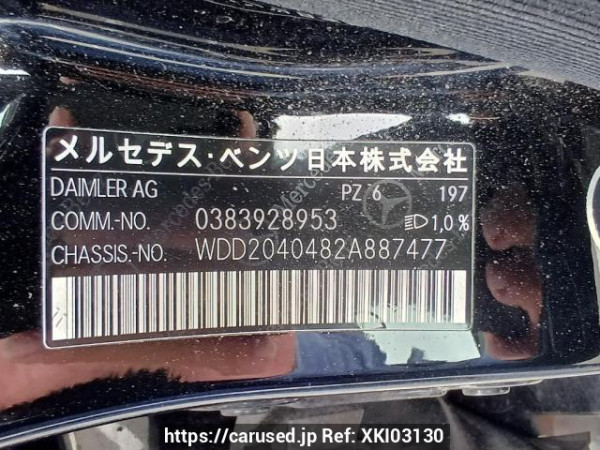 メルセデス・ベンツ日本株式会社
DAIMLER AG PZ 6 197
COMM.-NO. 0383928953 1,0%
CHASSIS.-NO. WDD2040482A887477
https://carused.jp Ref: XKI03130